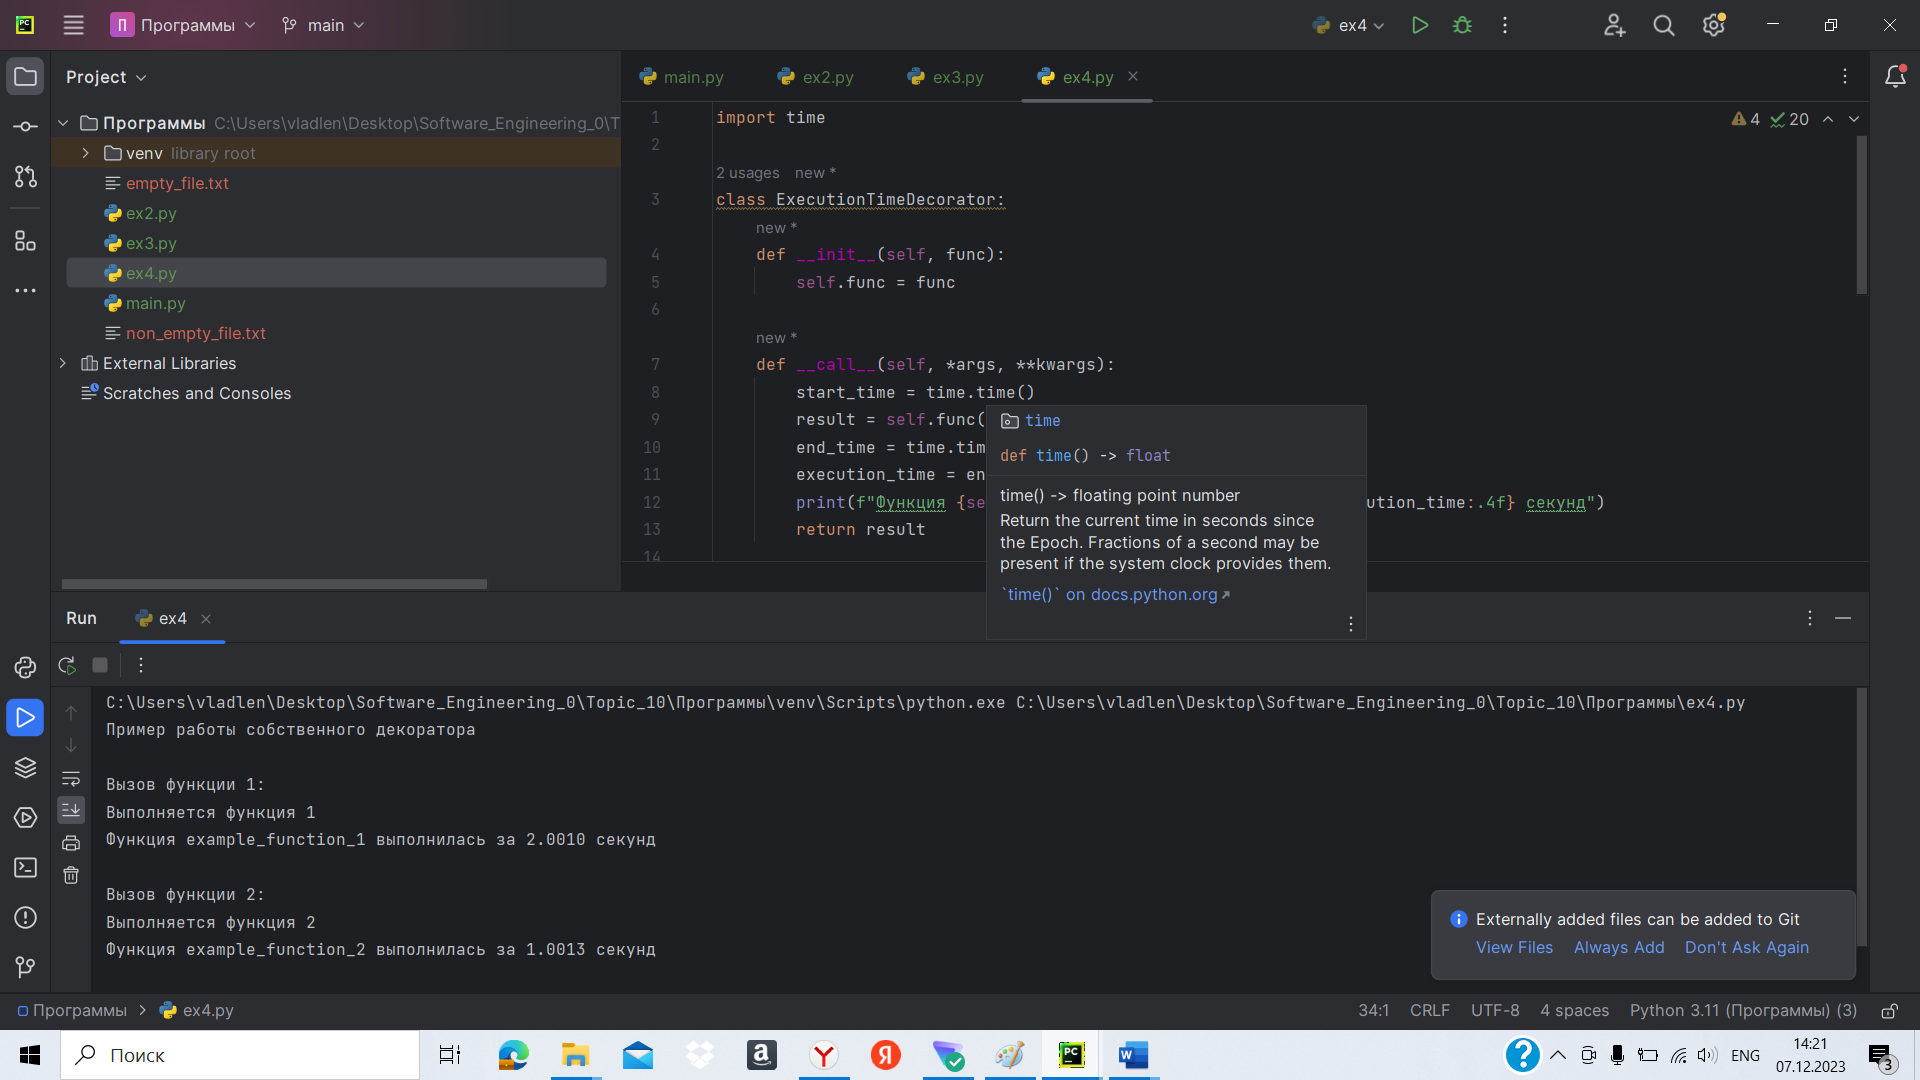 П Программы main ex4
Project
Программы C:\Users\vladlen\Desktop\Software_Engineering_0\T
venv library root
empty_file.txt
ex2.py
ex3.py
ex4.py
main.py
non_empty_file.txt
External Libraries
Scratches and Consoles
main.py ex2.py ex3.py ex4.py
4 20
1 import time
2
2 usages new *
3 class ExecutionTimeDecorator:
new *
4 def __init__(self, func):
5 self.func = func
6
new *
7 def __call__(self, *args, **kwargs):
8 start_time = time.time()
9 result = self.func(
10 end_time = time.tim
11 execution_time = en
12 print(f"Функция {se ution_time:.4f} секунд")
13 return result
14
time
def time() -> float
time() -> floating point number
Return the current time in seconds since
the Epoch. Fractions of a second may be
present if the system clock provides them.
`time()` on docs.python.org
Run ex4
C:\Users\vladlen\Desktop\Software_Engineering_0\Topic_10\Программы\venv\Scripts\python.exe C:\Users\vladlen\Desktop\Software_Engineering_0\Topic_10\Программы\ex4.py
Пример работы собственного декоратора
Вызов функции 1:
Выполняется функция 1
Функция example_function_1 выполнилась за 2.0010 секунд
Вызов функции 2:
Выполняется функция 2
Функция example_function_2 выполнилась за 1.0013 секунд
Externally added files can be added to Git
View Files Always Add Don't Ask Again
Программы ex4.py
34:1 CRLF UTF-8 4 spaces Python 3.11 (Программы) (3)
Поиск
ENG
14:21
07.12.2023
3